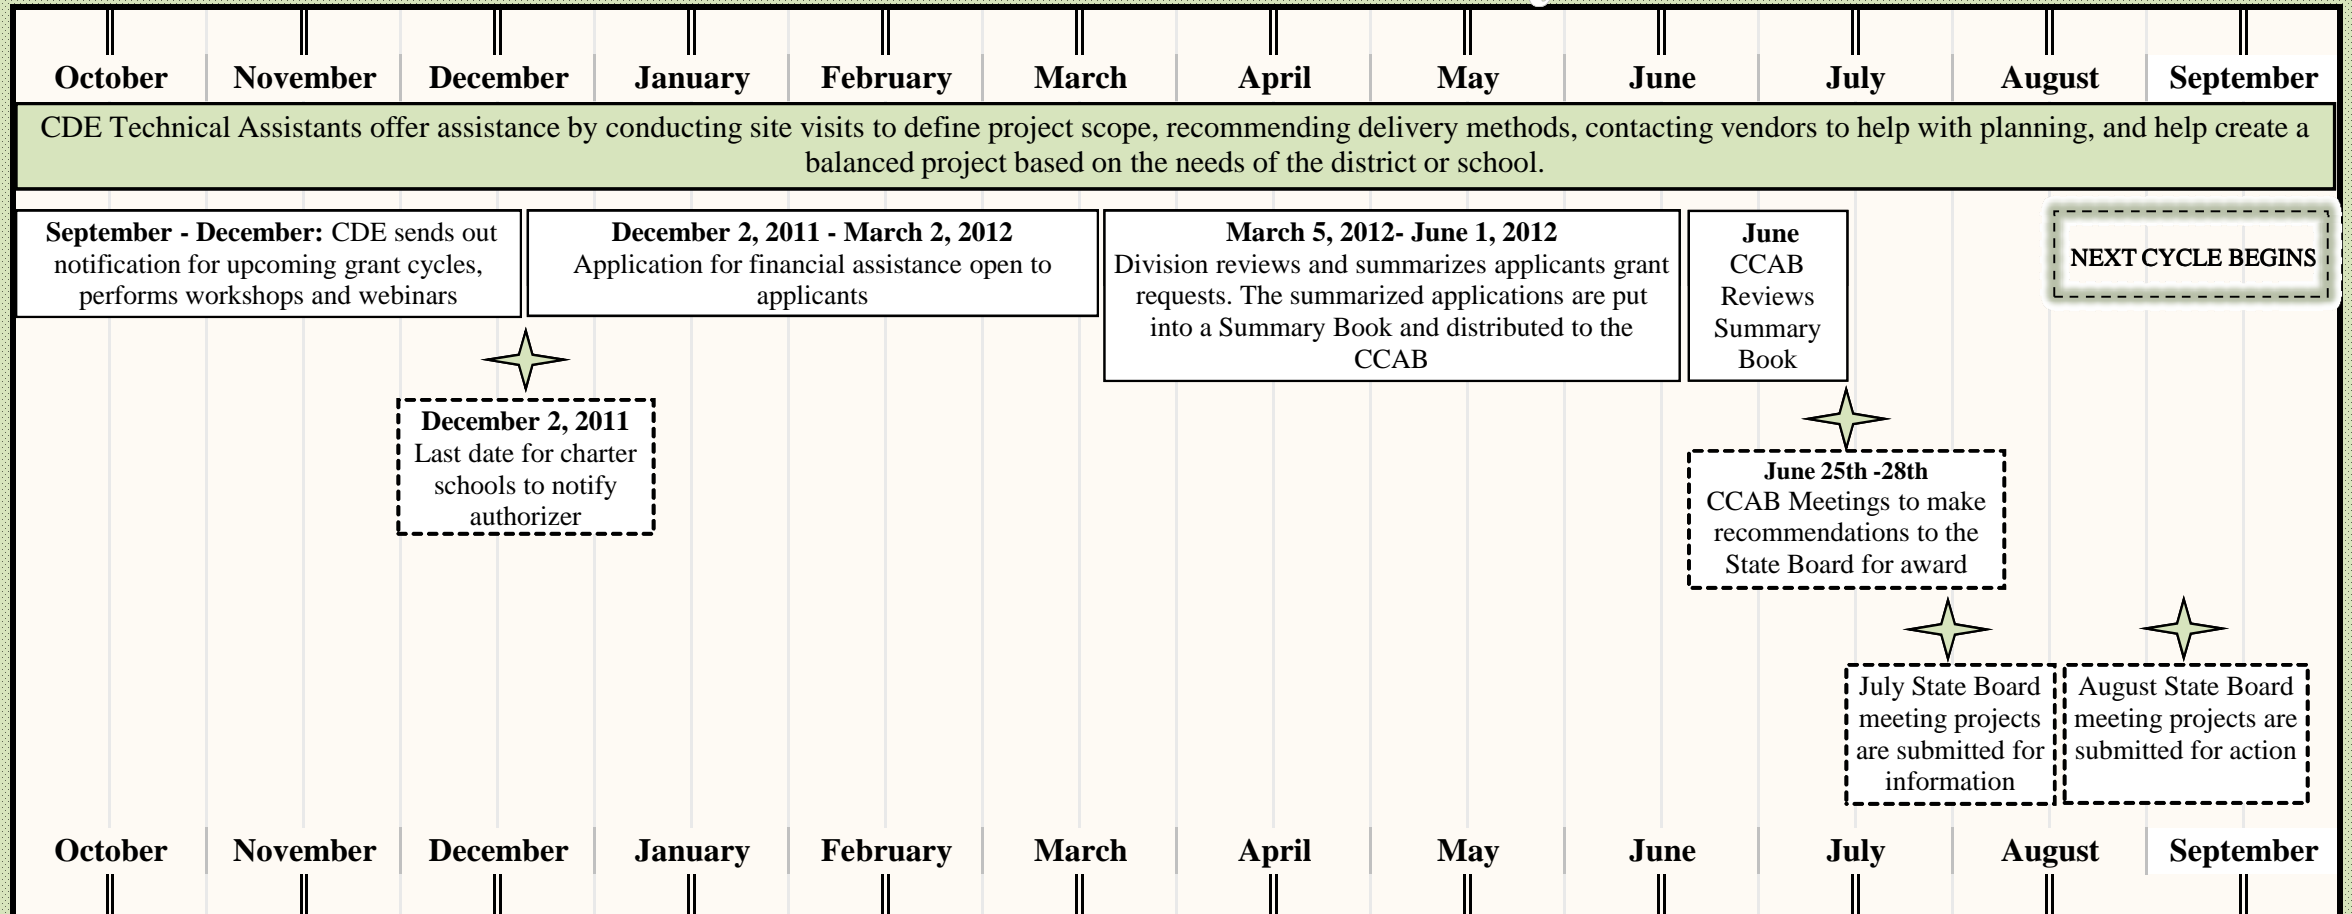 October November December January February March April May June July August September
CDE Technical Assistants offer assistance by conducting site visits to define project scope, recommending delivery methods, contacting vendors to help with planning, and help create a
balanced project based on the needs of the district or school.
September - December: CDE sends out
notification for upcoming grant cycles,
performs workshops and webinars
December 2, 2011 - March 2, 2012
Application for financial assistance open to
applicants
March 5, 2012- June 1, 2012
Division reviews and summarizes applicants grant
requests. The summarized applications are put
into a Summary Book and distributed to the
CCAB
June
CCAB
Reviews
Summary
Book
NEXT CYCLE BEGINS
December 2, 2011
Last date for charter
schools to notify
authorizer
June 25th -28th
CCAB Meetings to make
recommendations to the
State Board for award
July State Board
meeting projects
are submitted for
information
August State Board
meeting projects are
submitted for action
October November December January February March April May June July August September